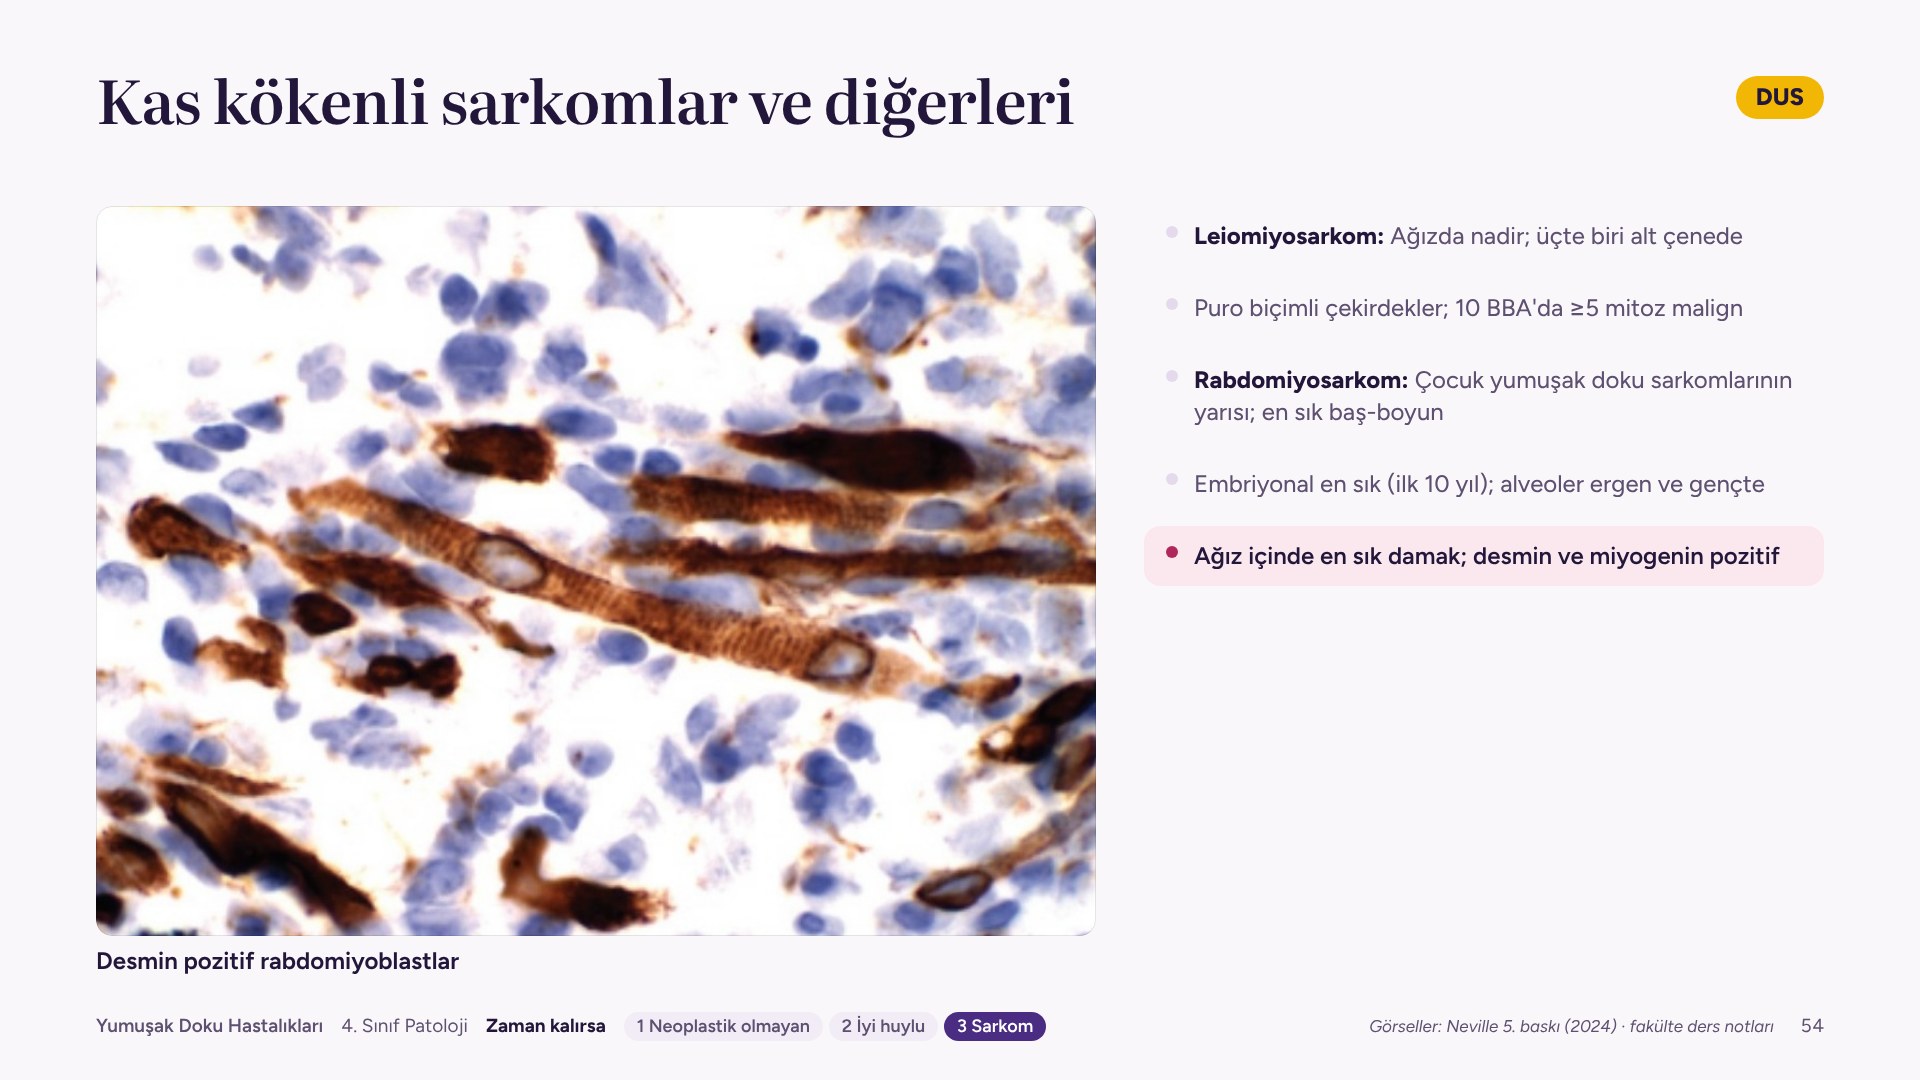 Kas kökenli sarkomlar ve diğerleri
DUS
Leiomiyosarkom: Ağızda nadir; üçte biri alt çenede
Puro biçimli çekirdekler; 10 BBA'da ≥5 mitoz malign
Rabdomiyosarkom: Çocuk yumuşak doku sarkomlarının
yarısı; en sık baş-boyun
Embriyonal en sık (ilk 10 yıl); alveoler ergen ve gençte
Ağız içinde en sık damak; desmin ve miyogenin pozitif
Desmin pozitif rabdomiyoblastlar
Yumuşak Doku Hastalıkları 4. Sınıf Patoloji Zaman kalırsa 1 Neoplastik olmayan 2 İyi huylu 3 Sarkom Görseller: Neville 5. baskı (2024) · fakülte ders notları 54